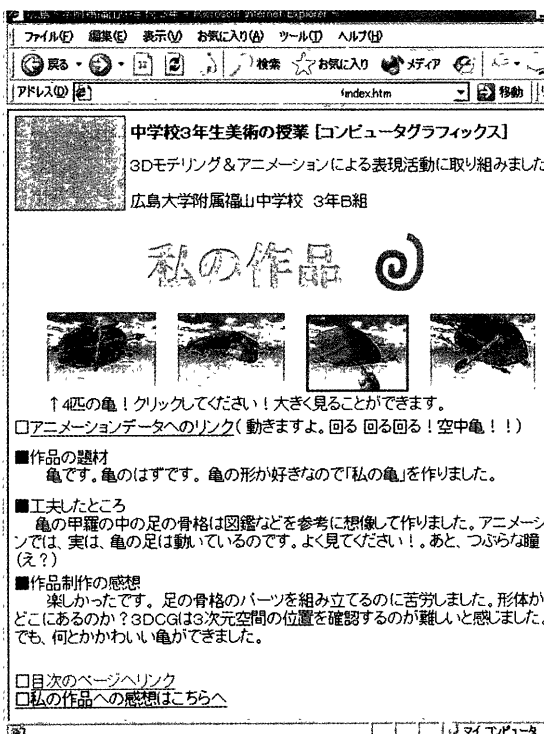 Microsoft Internet Explorer
ファイル(F) 編集(E) 表示(V) お気に入り(A) ツール(T) ヘルプ(H)
戻る 検索 お気に入り メディア
アドレス(D) index.htm 移動
中学校3年生美術の授業 [コンピュータグラフィックス]
3Dモデリング＆アニメーションによる表現活動に取り組みました
広島大学附属福山中学校 3年B組
私の作品
↑4匹の亀！クリックしてください！大きく見ることができます。
□アニメーションデータへのリンク( 動きますよ。回る 回る回る！空中亀！！)
■作品の題材
亀です。亀のはずです。 亀の形が好きなので「私の亀」を作りました。
■工夫したところ
亀の甲羅の中の足の骨格は図鑑などを参考に想像して作りました。アニメーシ
ンでは、実は、亀の足は動いているのです。よく見てください！。あと、つぶらな瞳
(え？)
■作品制作の感想
楽しかったです。 足の骨格のパーツを組み立てるのに苦労しました。形体が
どこにあるのか？3DCGは3次元空間の位置を確認するのが難しいと感じました。
でも、何とかかわいい亀ができました。
□目次のページへリンク
□私の作品への感想はこちらへ
マイ コンピュータ